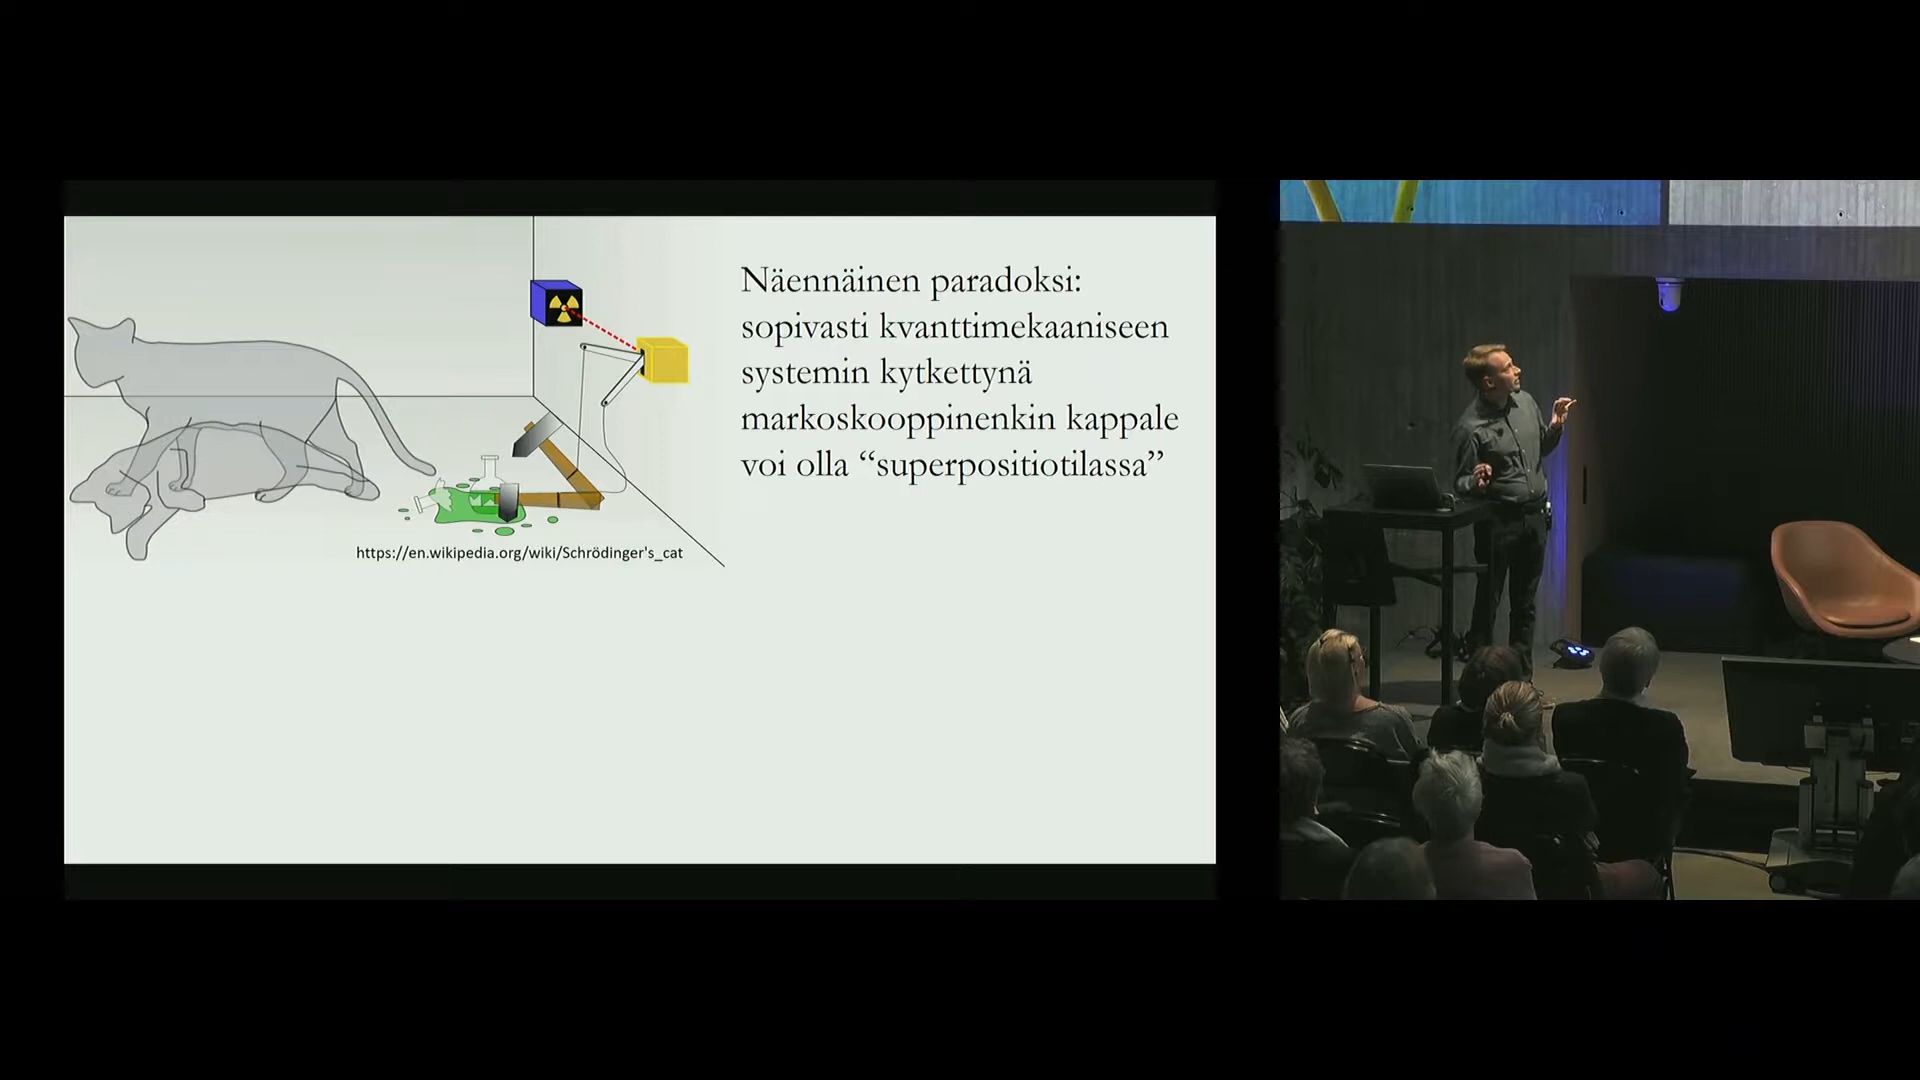 Näennäinen paradoksi:
sopivasti kvanttimekaaniseen
systemin kytkettynä
markoskooppinenkin kappale
voi olla “superpositiotilassa”
https://en.wikipedia.org/wiki/Schrödinger's_cat